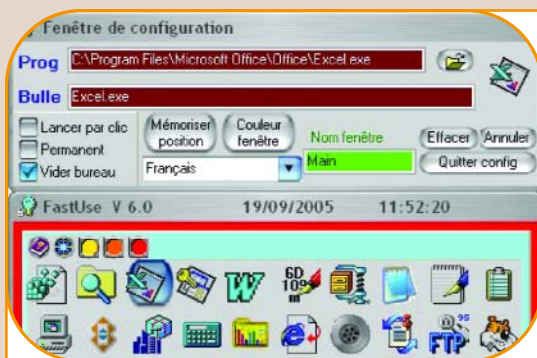 Fenêtre de configuration
Prog C:\Program Files\Microsoft Office\Office\Excel.exe
Bulle Excel.exe
Lancer par clic
Permanent
Vider bureau
Mémoriser position
Couleur fenêtre
Français
Nom fenêtre
Main
Effacer Annuler
Quitter config
FastUse V 6.0 19/09/2005 11:52:20
6D
10°
m
95
FTP